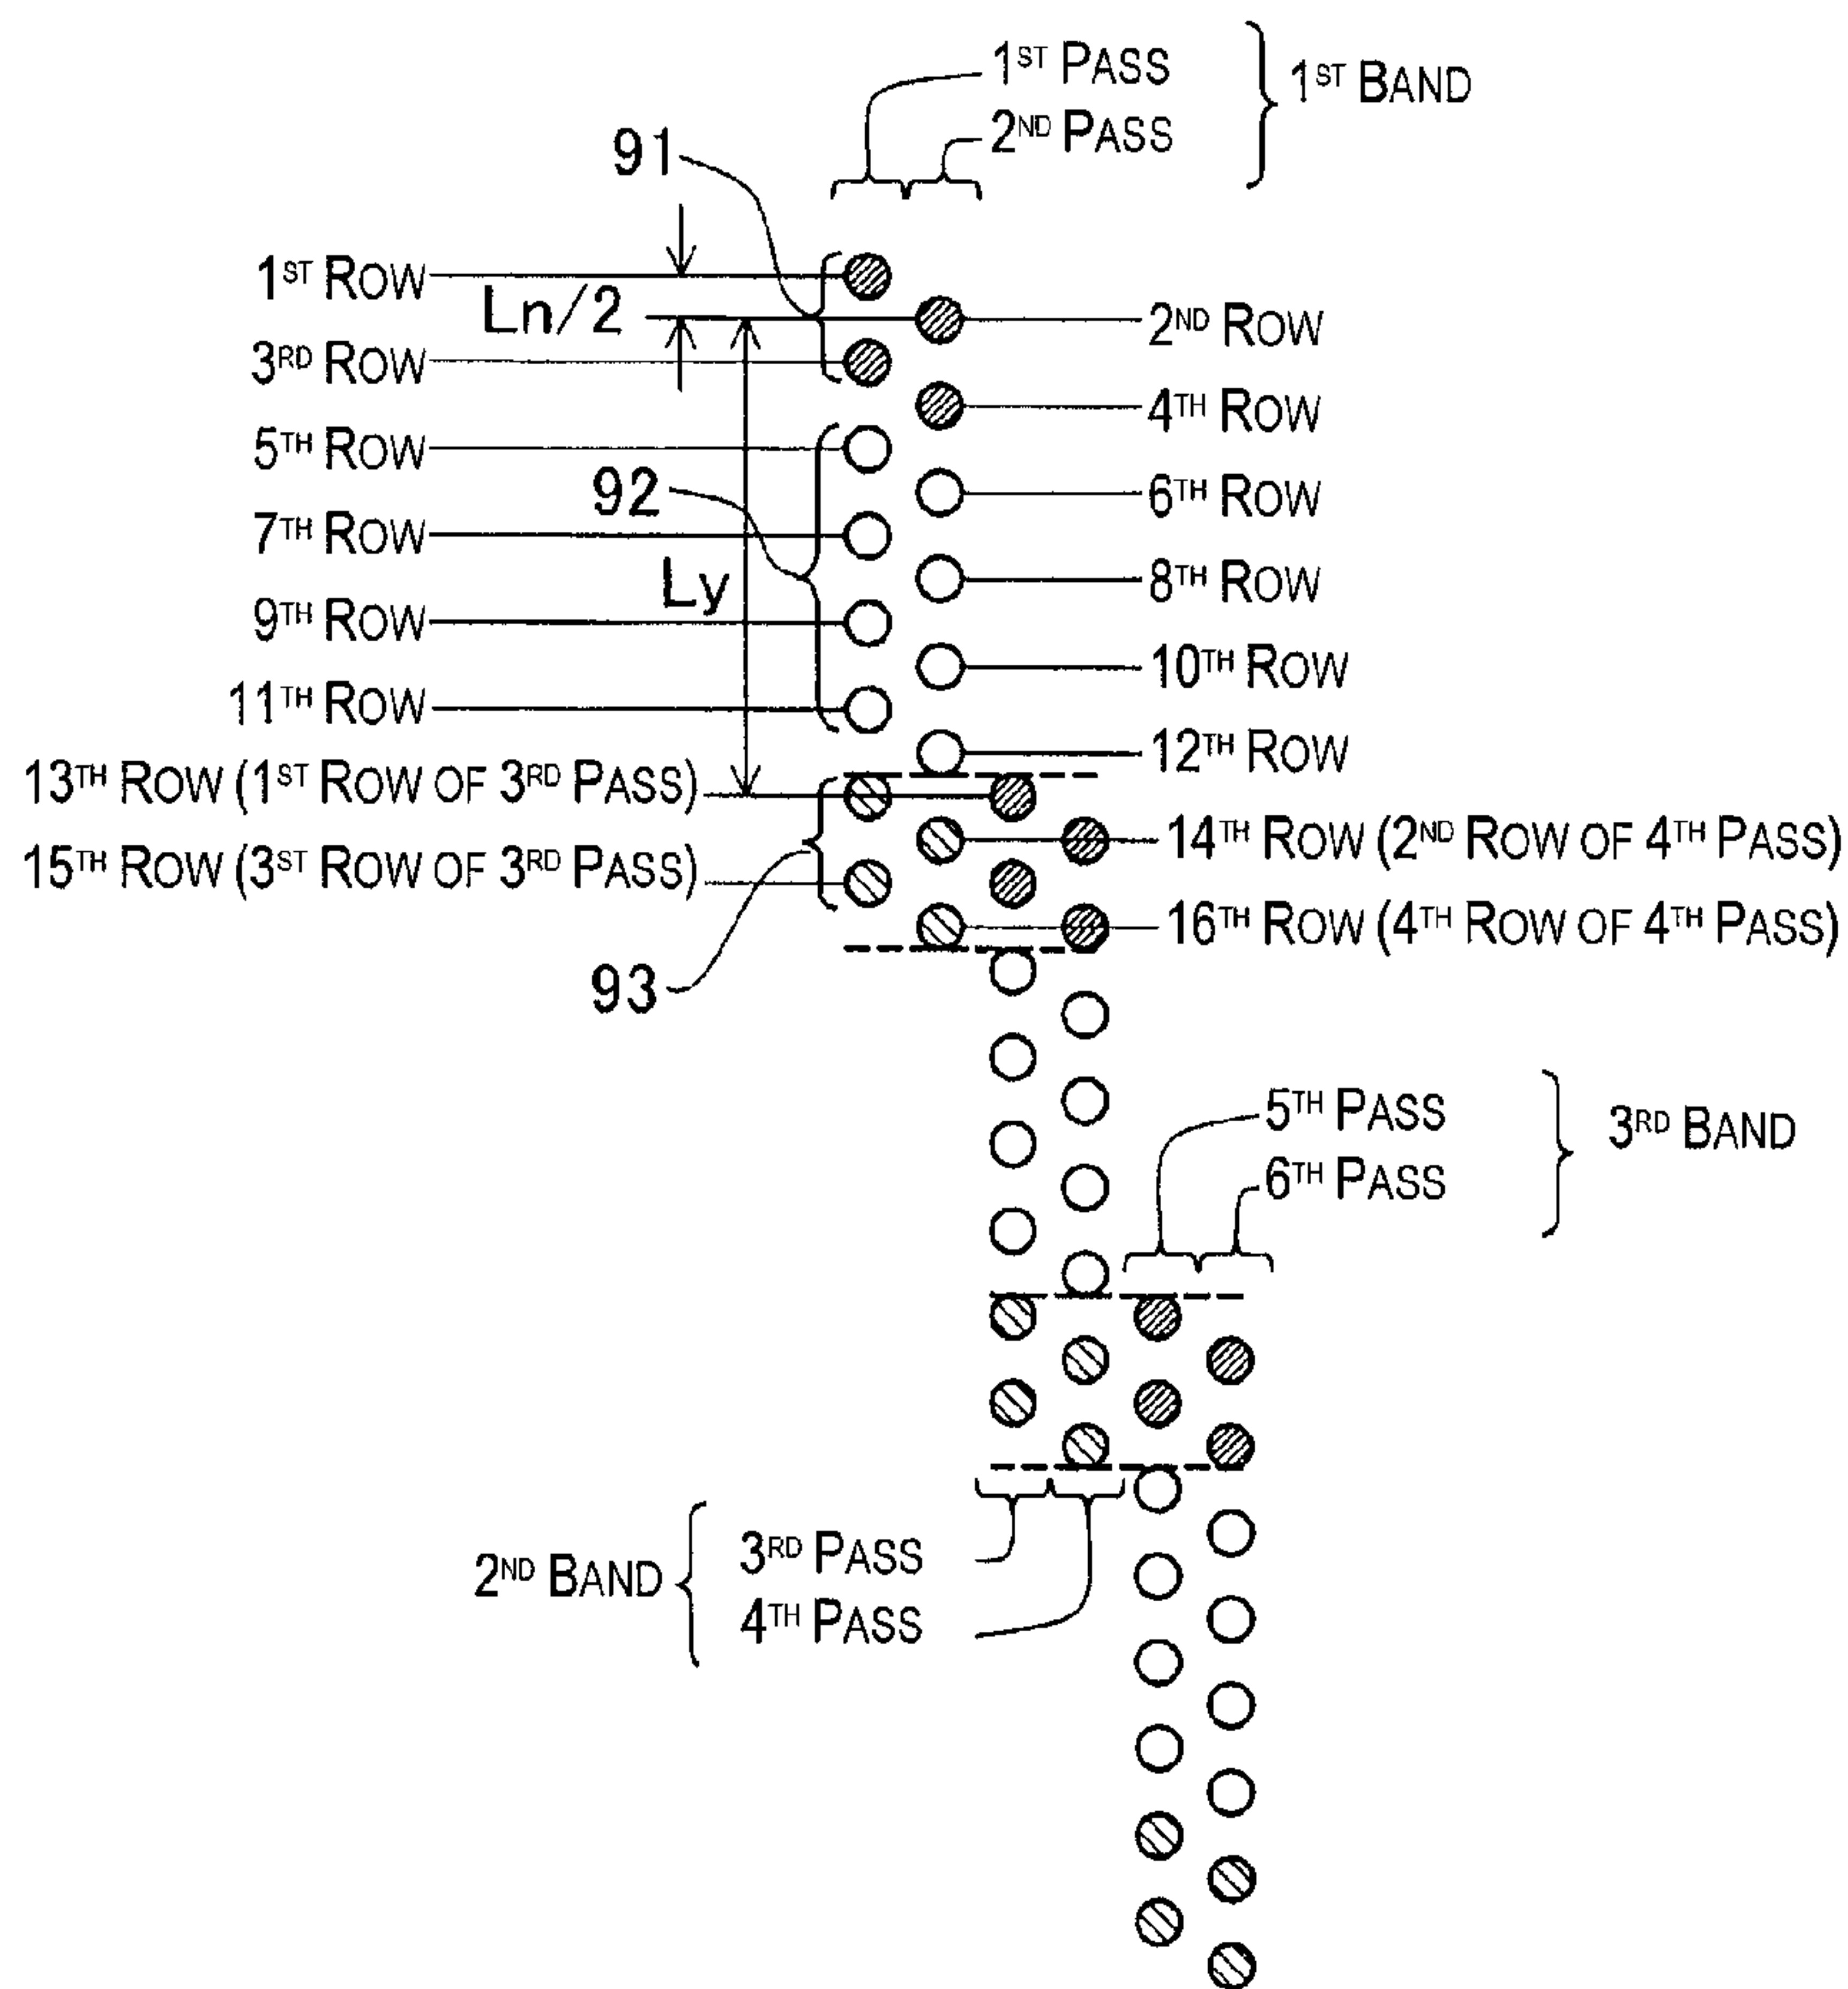 1ST PASS
2ND PASS
1ST BAND
91
1ST ROW
Ln/2
2ND ROW
3RD ROW
4TH ROW
5TH ROW
92
6TH ROW
7TH ROW
Ly
8TH ROW
9TH ROW
10TH ROW
11TH ROW
12TH ROW
13TH ROW (1ST ROW OF 3RD PASS)
14TH ROW (2ND ROW OF 4TH PASS)
15TH ROW (3ST ROW OF 3RD PASS)
16TH ROW (4TH ROW OF 4TH PASS)
93
5TH PASS
6TH PASS
3RD BAND
2ND BAND
3RD PASS
4TH PASS